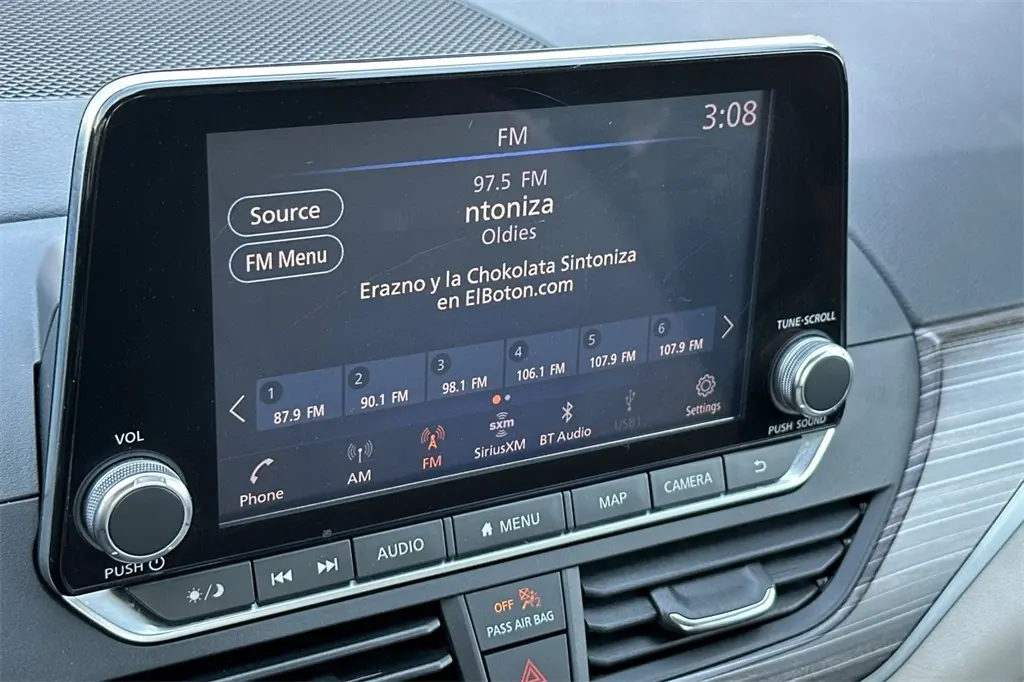 FM
3:08
97.5 FM
ntoniza
Oldies
Source
FM Menu
Erazno y la Chokolata Sintoniza
en ElBoton.com
1 87.9 FM
2 90.1 FM
3 98.1 FM
4 106.1 FM
5 107.9 FM
6 107.9 FM
Phone
AM
FM
sxm
SiriusXM
BT Audio
USB1
Settings
VOL
PUSH
TUNE·SCROLL
PUSH SOUND
AUDIO
MENU
MAP
CAMERA
OFF 2
PASS AIR BAG